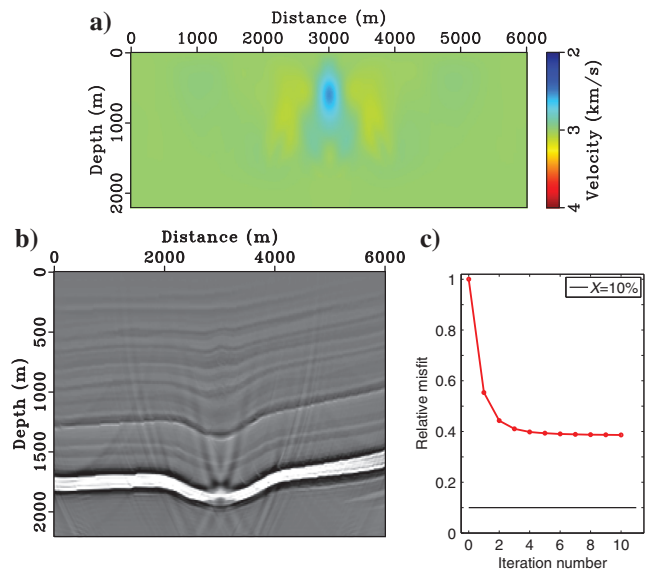 a)
Distance (m)
0 1000 2000 3000 4000 5000 6000
Depth (m)
0
1000
2000
2
3
4
Velocity (km/s)
b)
Distance (m)
0 2000 4000 6000
Depth (m)
0
500
1000
1500
2000
c)
X=10%
Relative misfit
1
0.8
0.6
0.4
0.2
0
0 2 4 6 8 10
Iteration number